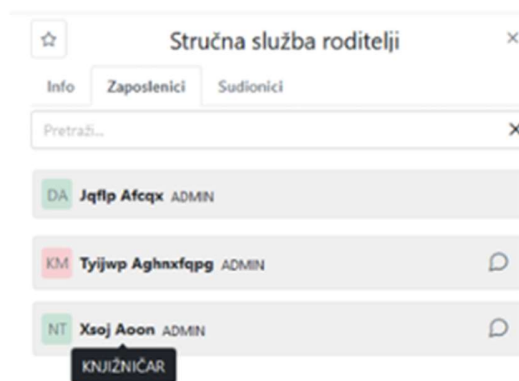 Stručna služba roditelji
Info Zaposlenici Sudionici
Pretraži...
DA Jqflp Afcqx ADMIN
KM Tyijwp Aghnxfqpg ADMIN
NT Xsoj Aoon ADMIN
KNJIŽNIČAR